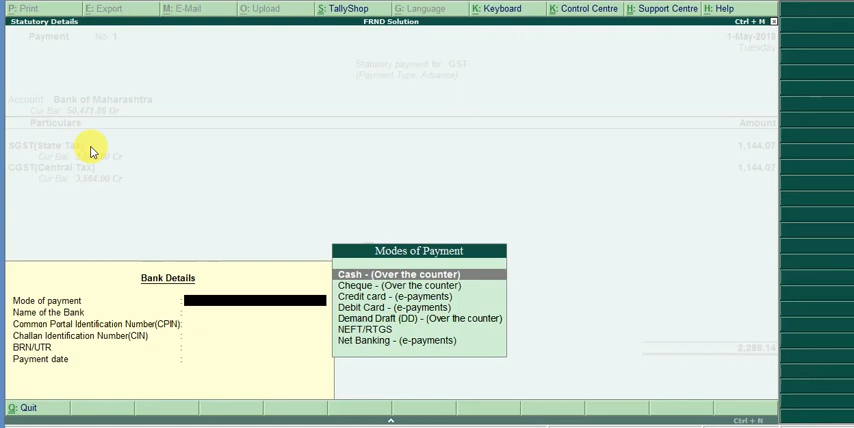 P: Print E: Export M: E-Mail O: Upload S: TallyShop G: Language K: Keyboard K: Control Centre H: Support Centre H: Help
Statutory Details FRND Solution Ctrl + M x
Payment No. 1 1-May-2018
Tuesday
Statutory payment for: GST
(Payment Type: Advance)
Account : Bank of Maharashtra
Cur Bal:
Particulars Amount
SGST(State Tax) 1,144.07
Cur Bal: Cr
CGST(Central Tax) 1,144.07
Cur Bal: 3,564.00 Cr
Bank Details
Mode of payment :
Name of the Bank :
Common Portal Identification Number(CPIN):
Challan Identification Number(CIN) :
BRN/UTR :
Payment date :
Modes of Payment
Cash - (Over the counter)
Cheque - (Over the counter)
Credit card - (e-payments)
Debit Card - (e-payments)
Demand Draft (DD) - (Over the counter)
NEFT/RTGS
Net Banking - (e-payments)
2,288.14
Q: Quit
Ctrl + N